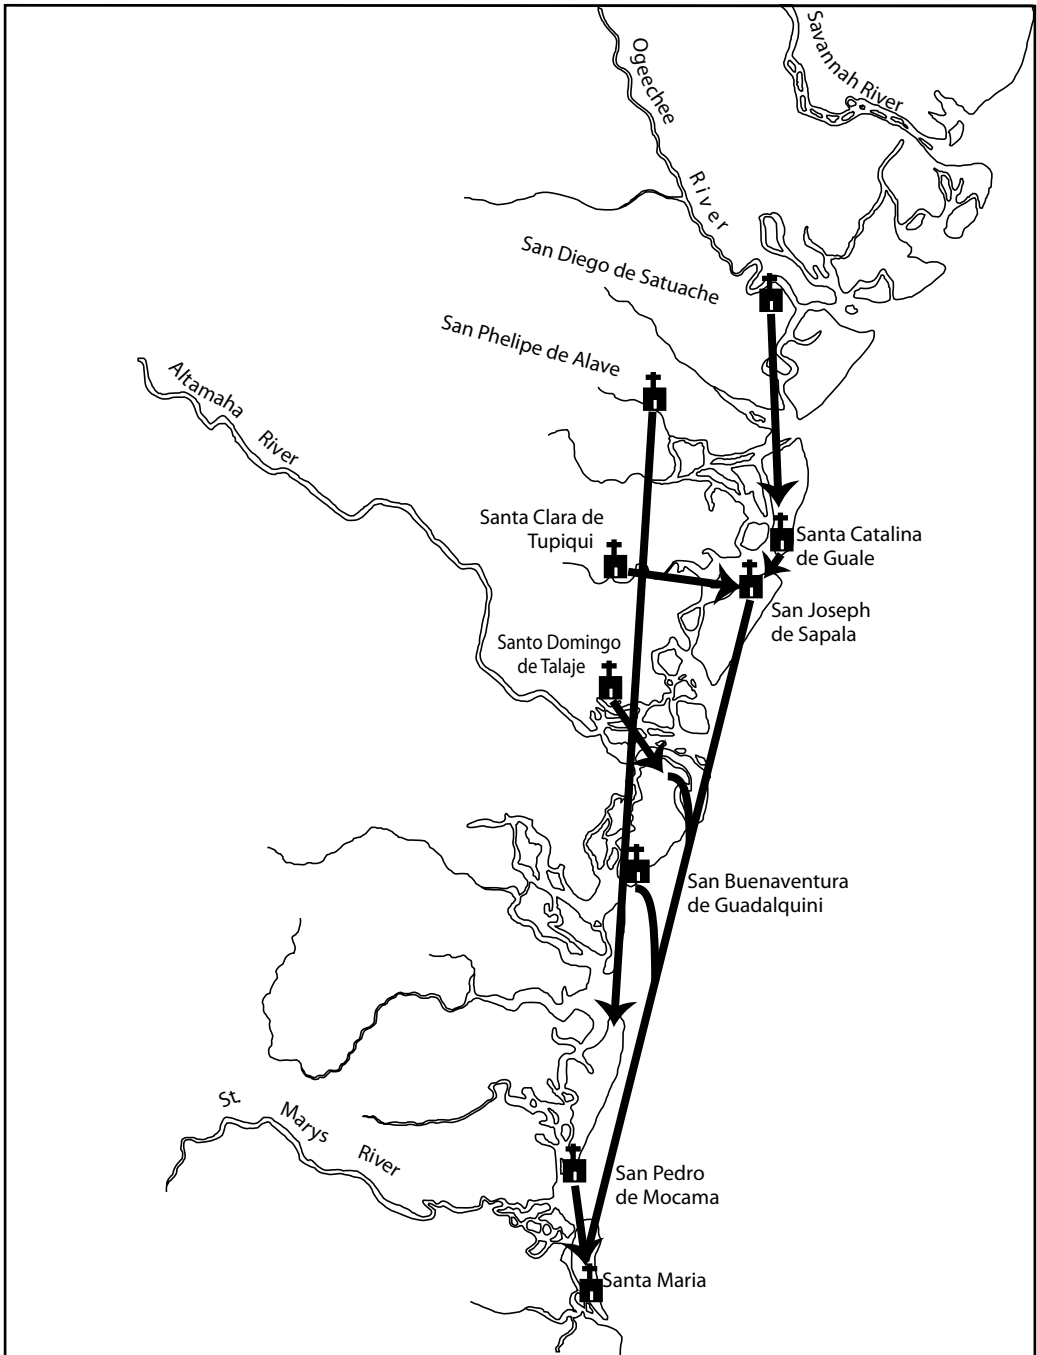 Savannah River
Ogeechee
River
San Diego de Satuache
San Phelipe de Alave
Altamaha
River
Santa Clara de
Tupiqui
Santa Catalina
de Guale
San Joseph
de Sapala
Santo Domingo
de Talaje
San Buenaventura
de Guadalquini
St.
Marys
River
San Pedro
de Mocama
Santa Maria